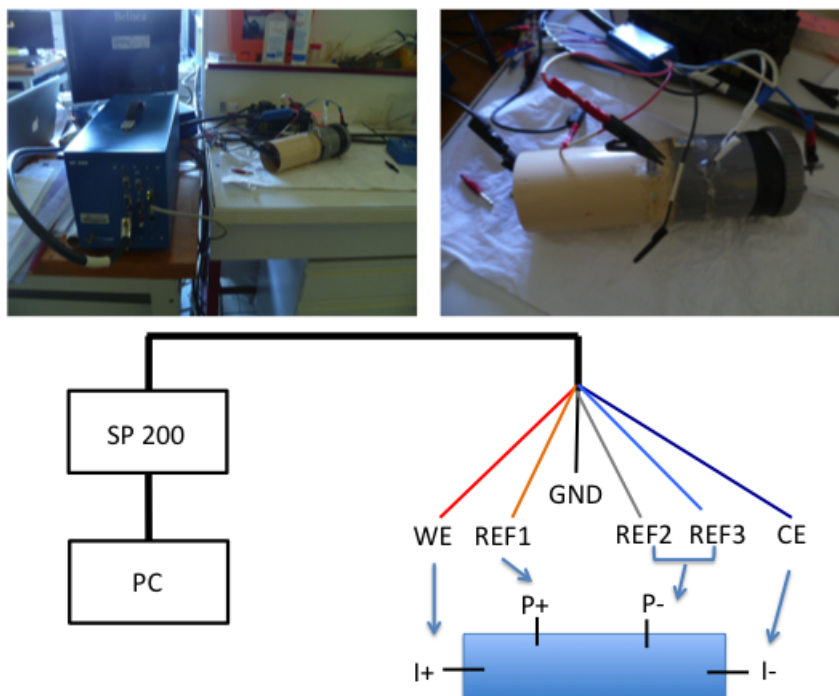 SP 200
GND
WE REF1 REF2 REF3 CE
PC
P+ P-
I+ I-